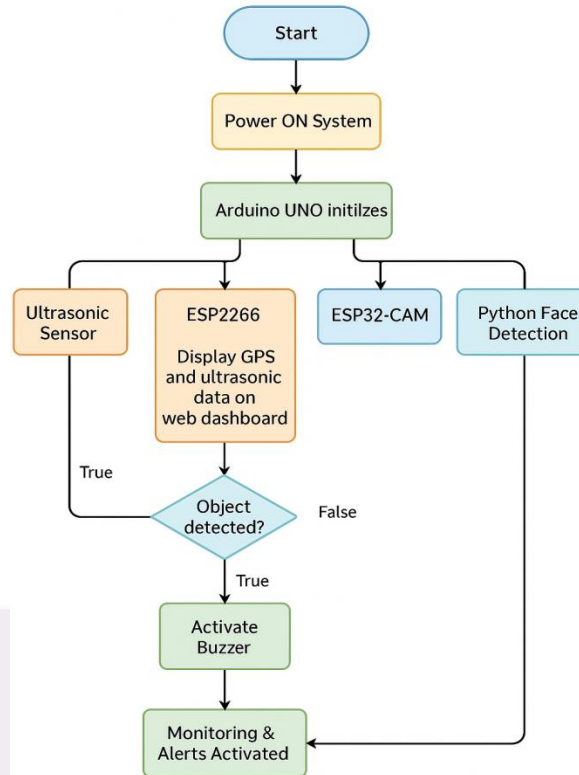 Start
Power ON System
Arduino UNO initilzes
Ultrasonic
Sensor
ESP2266
Display GPS
and ultrasonic
data on
web dashboard
ESP32-CAM
Python Face
Detection
True
Object
detected?
False
True
Activate
Buzzer
Monitoring &
Alerts Activated